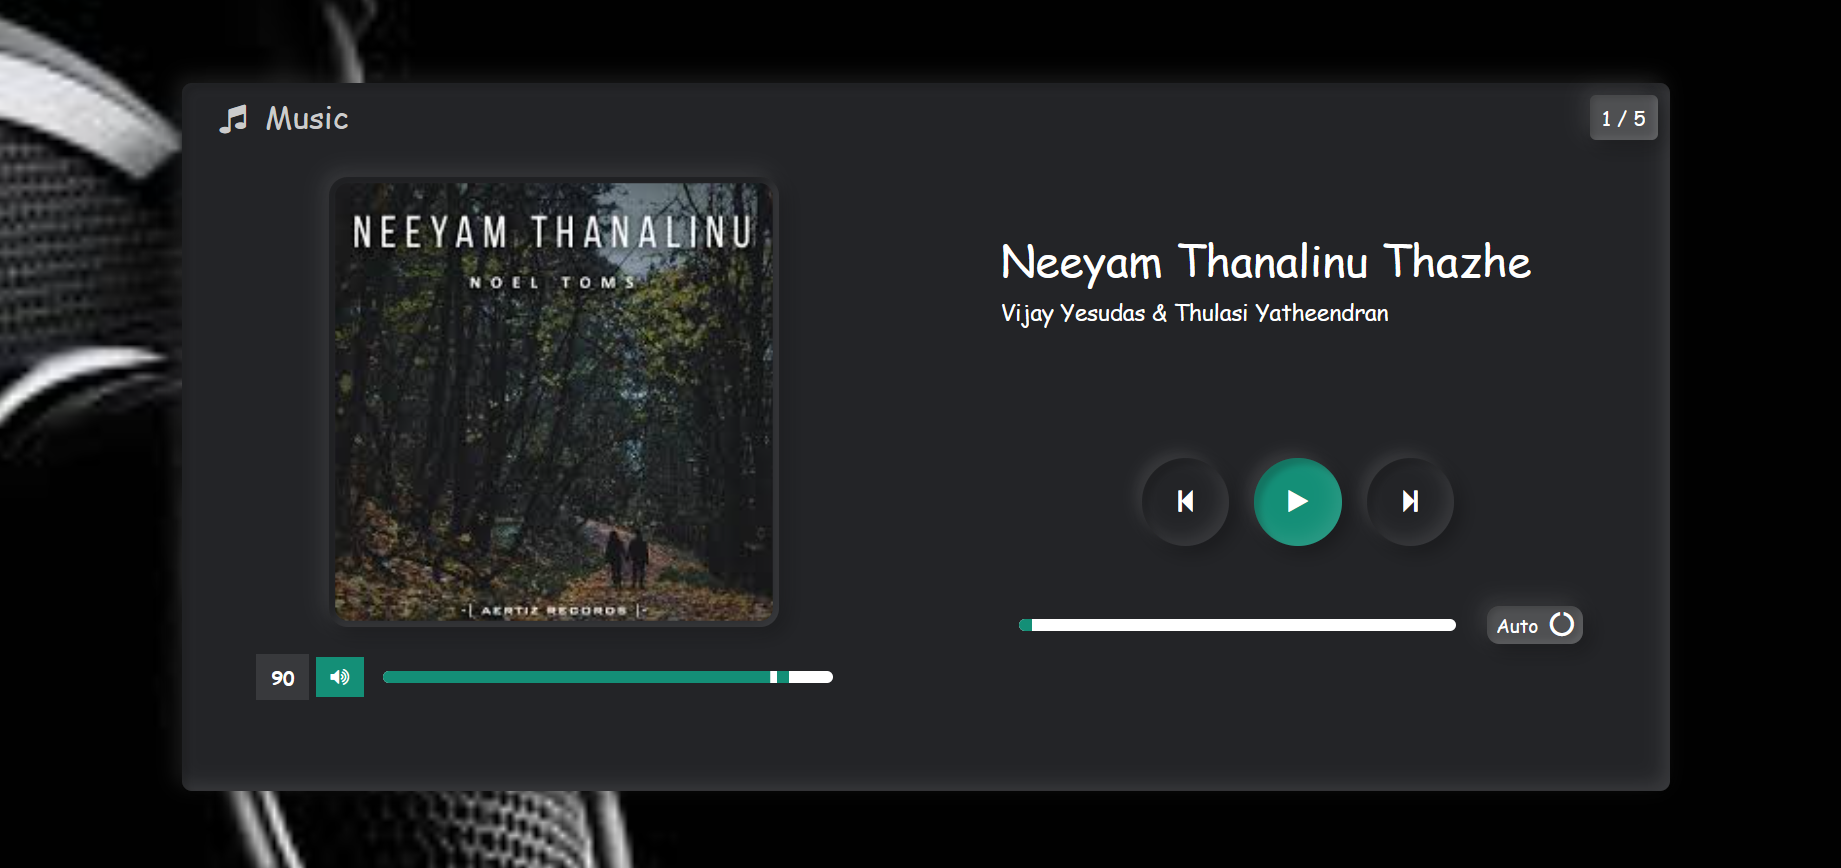 Music
1 / 5
NEEYAM THANALINU
NOEL TOMS
-| AERTIZ RECORDS |-
Neeyam Thanalinu Thazhe
Vijay Yesudas & Thulasi Yatheendran
Auto
90